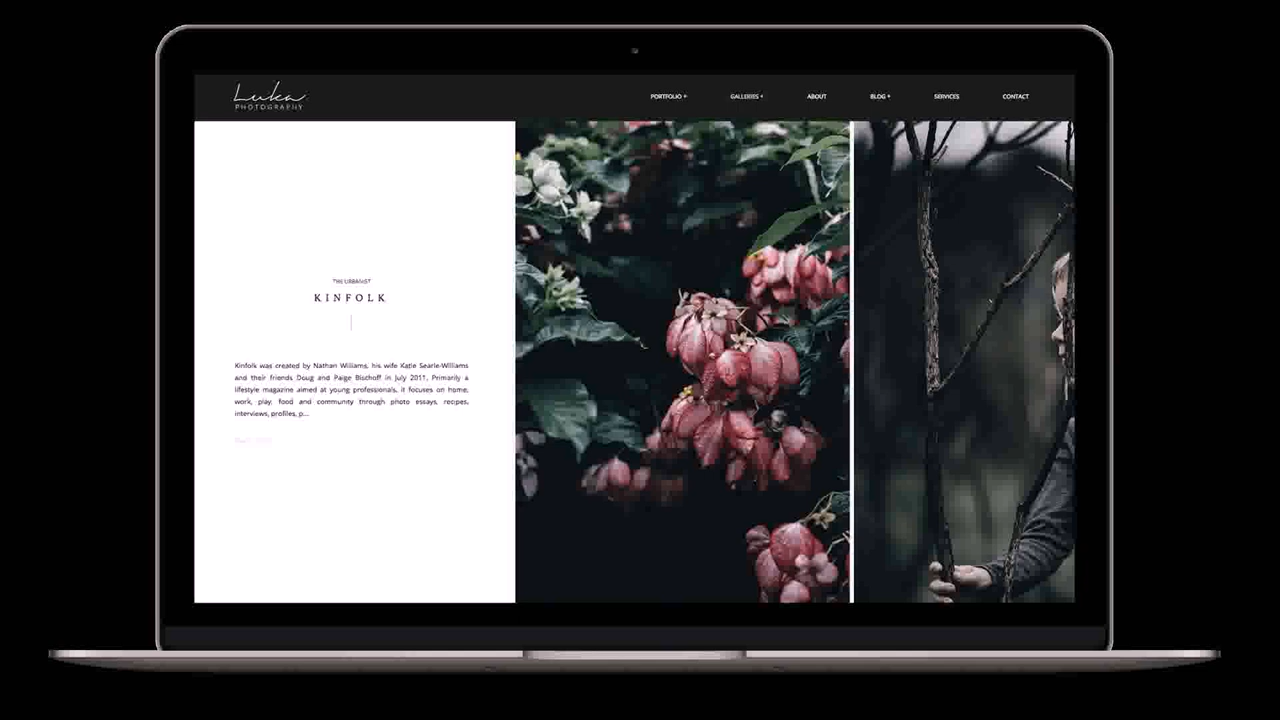 Luka
PHOTOGRAPHY
PORTFOLIO +
GALLERIES +
ABOUT
BLOG +
SERVICES
CONTACT
THE URBANIST
KINFOLK
Kinfolk was created by Nathan Williams, his wife Katie Searle-Williams
and their friends Doug and Paige Bischoff in July 2011. Primarily a
lifestyle magazine aimed at young professionals, it focuses on home,
work, play, food and community through photo essays, recipes,
interviews, profiles, p...